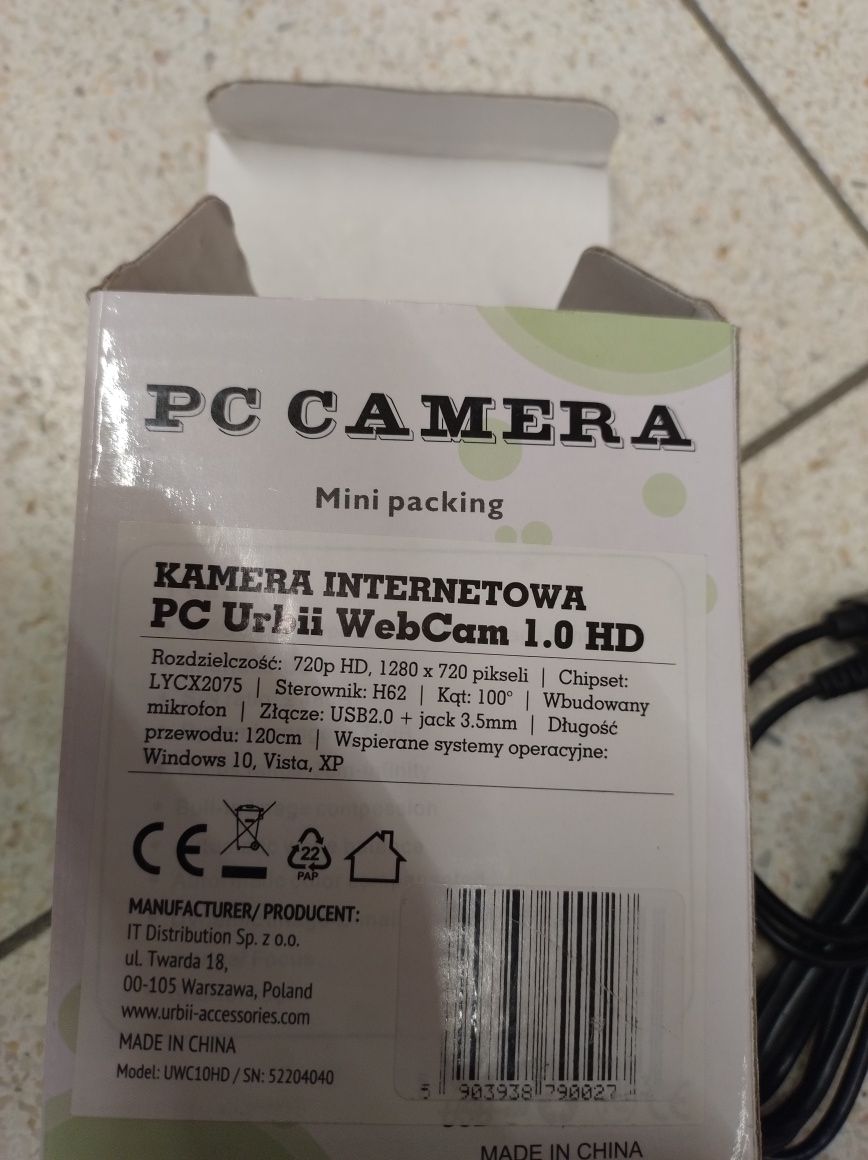 PC CAMERA
Mini packing
KAMERA INTERNETOWA
PC Urbii WebCam 1.0 HD
Rozdzielczość: 720p HD, 1280 x 720 pikseli | Chipset:
LYCX2075 | Sterownik: H62 | Kąt: 100° | Wbudowany
mikrofon | Złącze: USB2.0 + jack 3.5mm | Długość
przewodu: 120cm | Wspierane systemy operacyjne:
Windows 10, Vista, XP
CE
22
PAP
MANUFACTURER/ PRODUCENT:
IT Distribution Sp. z o.o.
ul. Twarda 18,
00-105 Warszawa, Poland
www.urbii-accessories.com
MADE IN CHINA
Model: UWC10HD / SN: 52204040
5 903938 790027
MADE IN CHINA